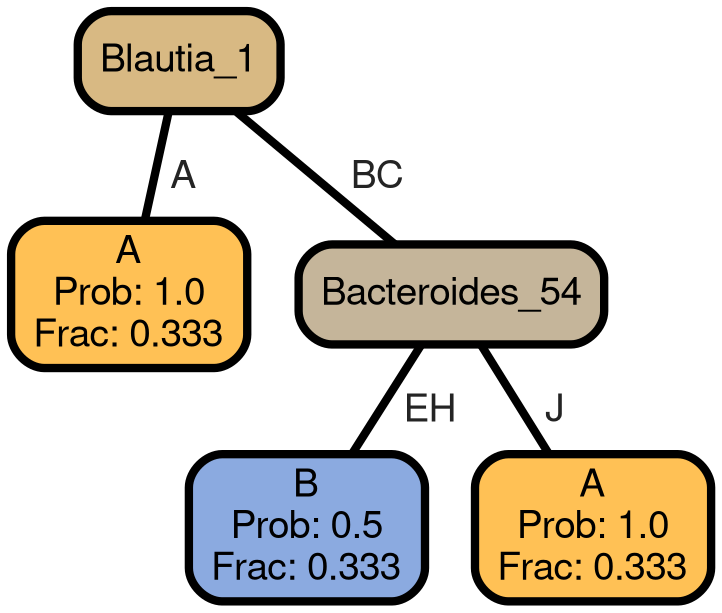 Blautia_1
A
BC
A
Prob: 1.0
Frac: 0.333
Bacteroides_54
EH
J
B
Prob: 0.5
Frac: 0.333
A
Prob: 1.0
Frac: 0.333